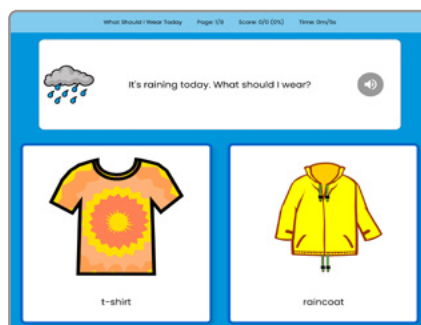 What Should I Wear Today Page: 1/8 Score: 0/0 (0%) Time: 0m/11s
It's raining today. What should I wear?
t-shirt
raincoat